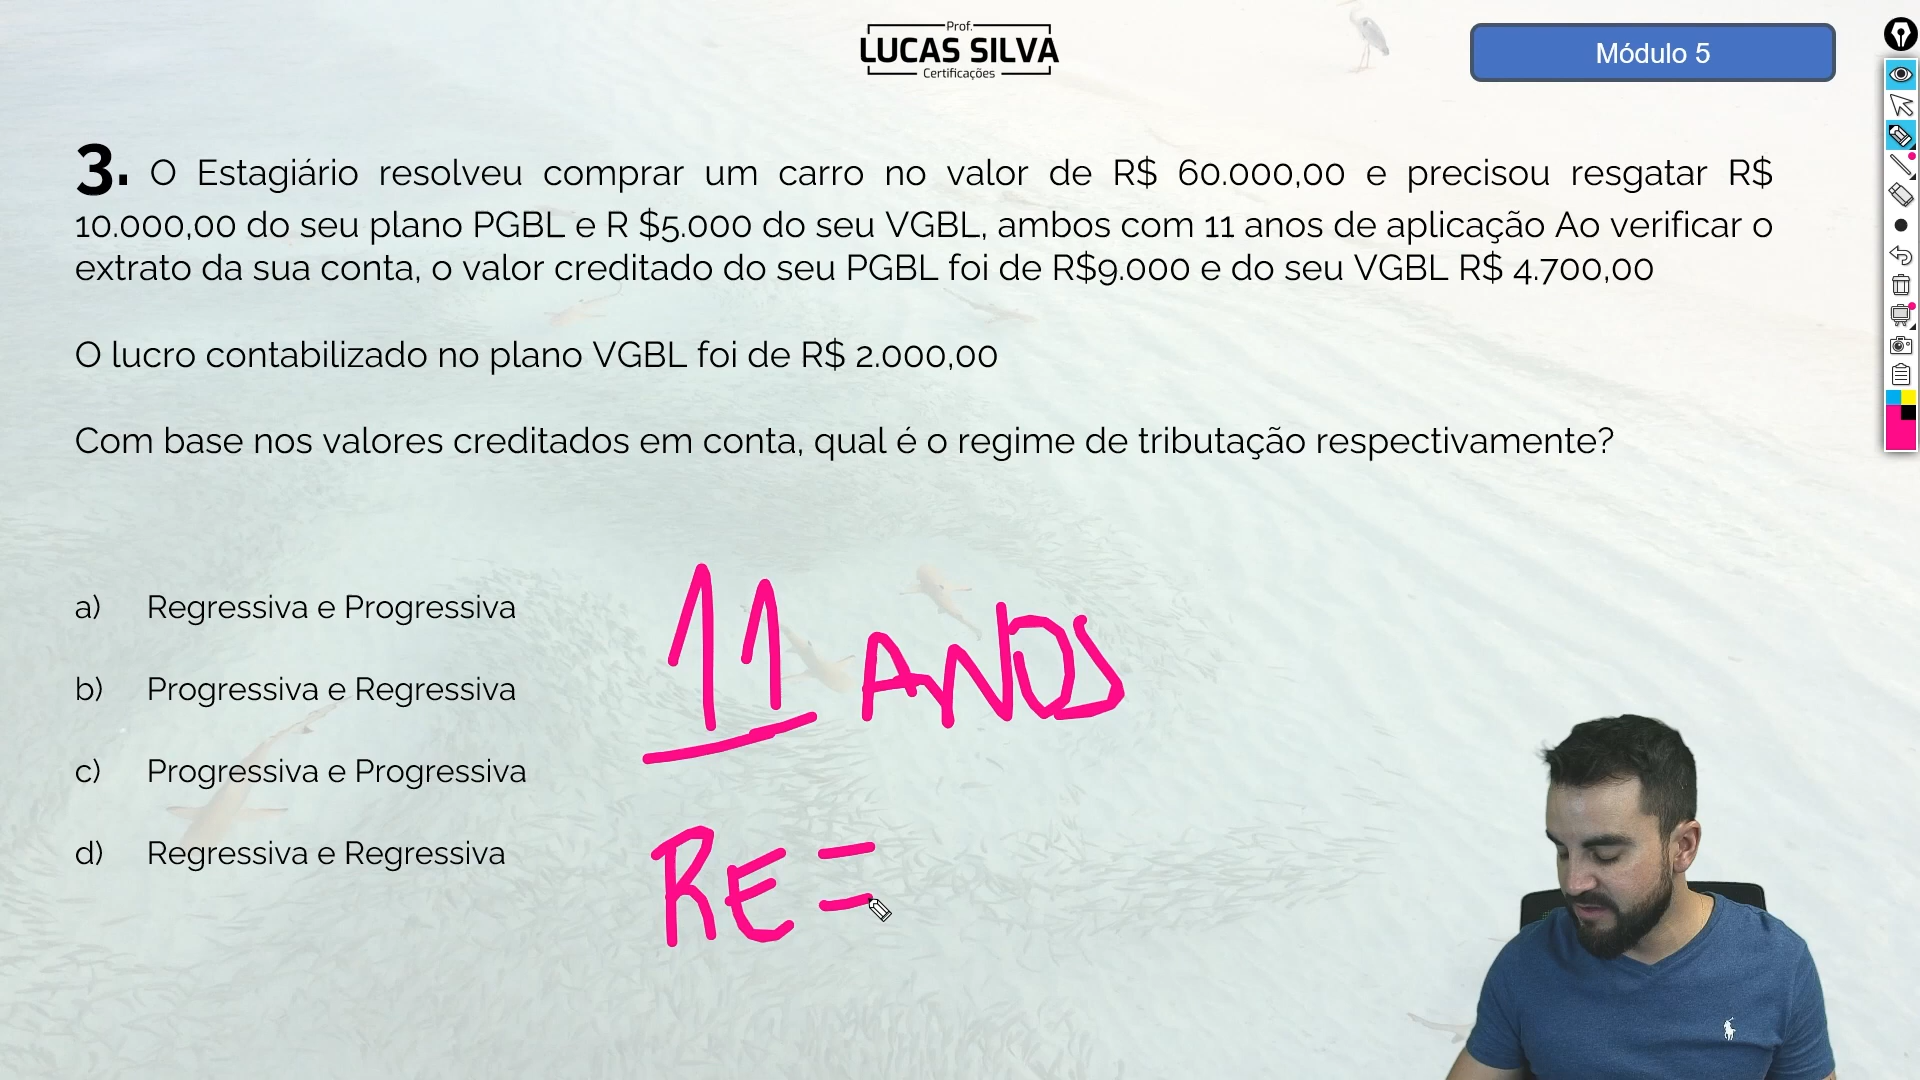 Prof.
LUCAS SILVA
Certificações
Módulo 5
3. O Estagiário resolveu comprar um carro no valor de R$ 60.000,00 e precisou resgatar R$
10.000,00 do seu plano PGBL e R $5.000 do seu VGBL, ambos com 11 anos de aplicação Ao verificar o
extrato da sua conta, o valor creditado do seu PGBL foi de R$9.000 e do seu VGBL R$ 4.700,00
O lucro contabilizado no plano VGBL foi de R$ 2.000,00
Com base nos valores creditados em conta, qual é o regime de tributação respectivamente?
a) Regressiva e Progressiva
b) Progressiva e Regressiva
c) Progressiva e Progressiva
d) Regressiva e Regressiva
11 ANOS
RE =